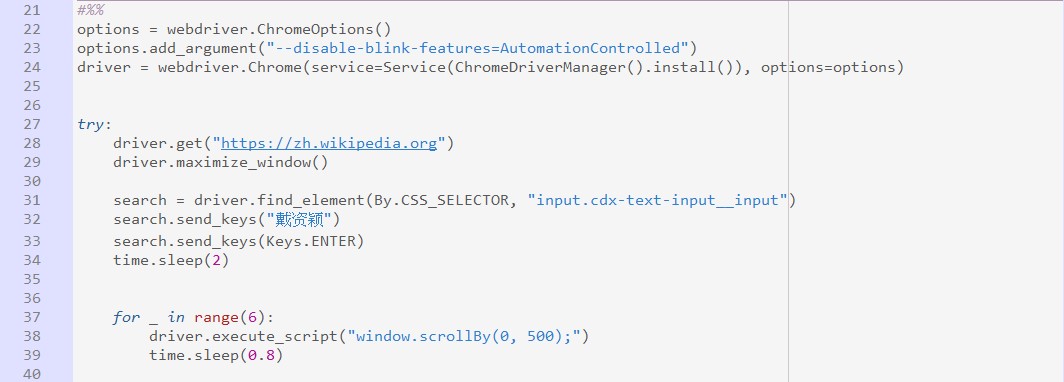 21 #%%
22 options = webdriver.ChromeOptions()
23 options.add_argument("--disable-blink-features=AutomationControlled")
24 driver = webdriver.Chrome(service=Service(ChromeDriverManager().install()), options=options)
25
26
27 try:
28     driver.get("https://zh.wikipedia.org")
29     driver.maximize_window()
30
31     search = driver.find_element(By.CSS_SELECTOR, "input.cdx-text-input__input")
32     search.send_keys("戴资颖")
33     search.send_keys(Keys.ENTER)
34     time.sleep(2)
35
36
37     for _ in range(6):
38         driver.execute_script("window.scrollBy(0, 500);")
39         time.sleep(0.8)
40